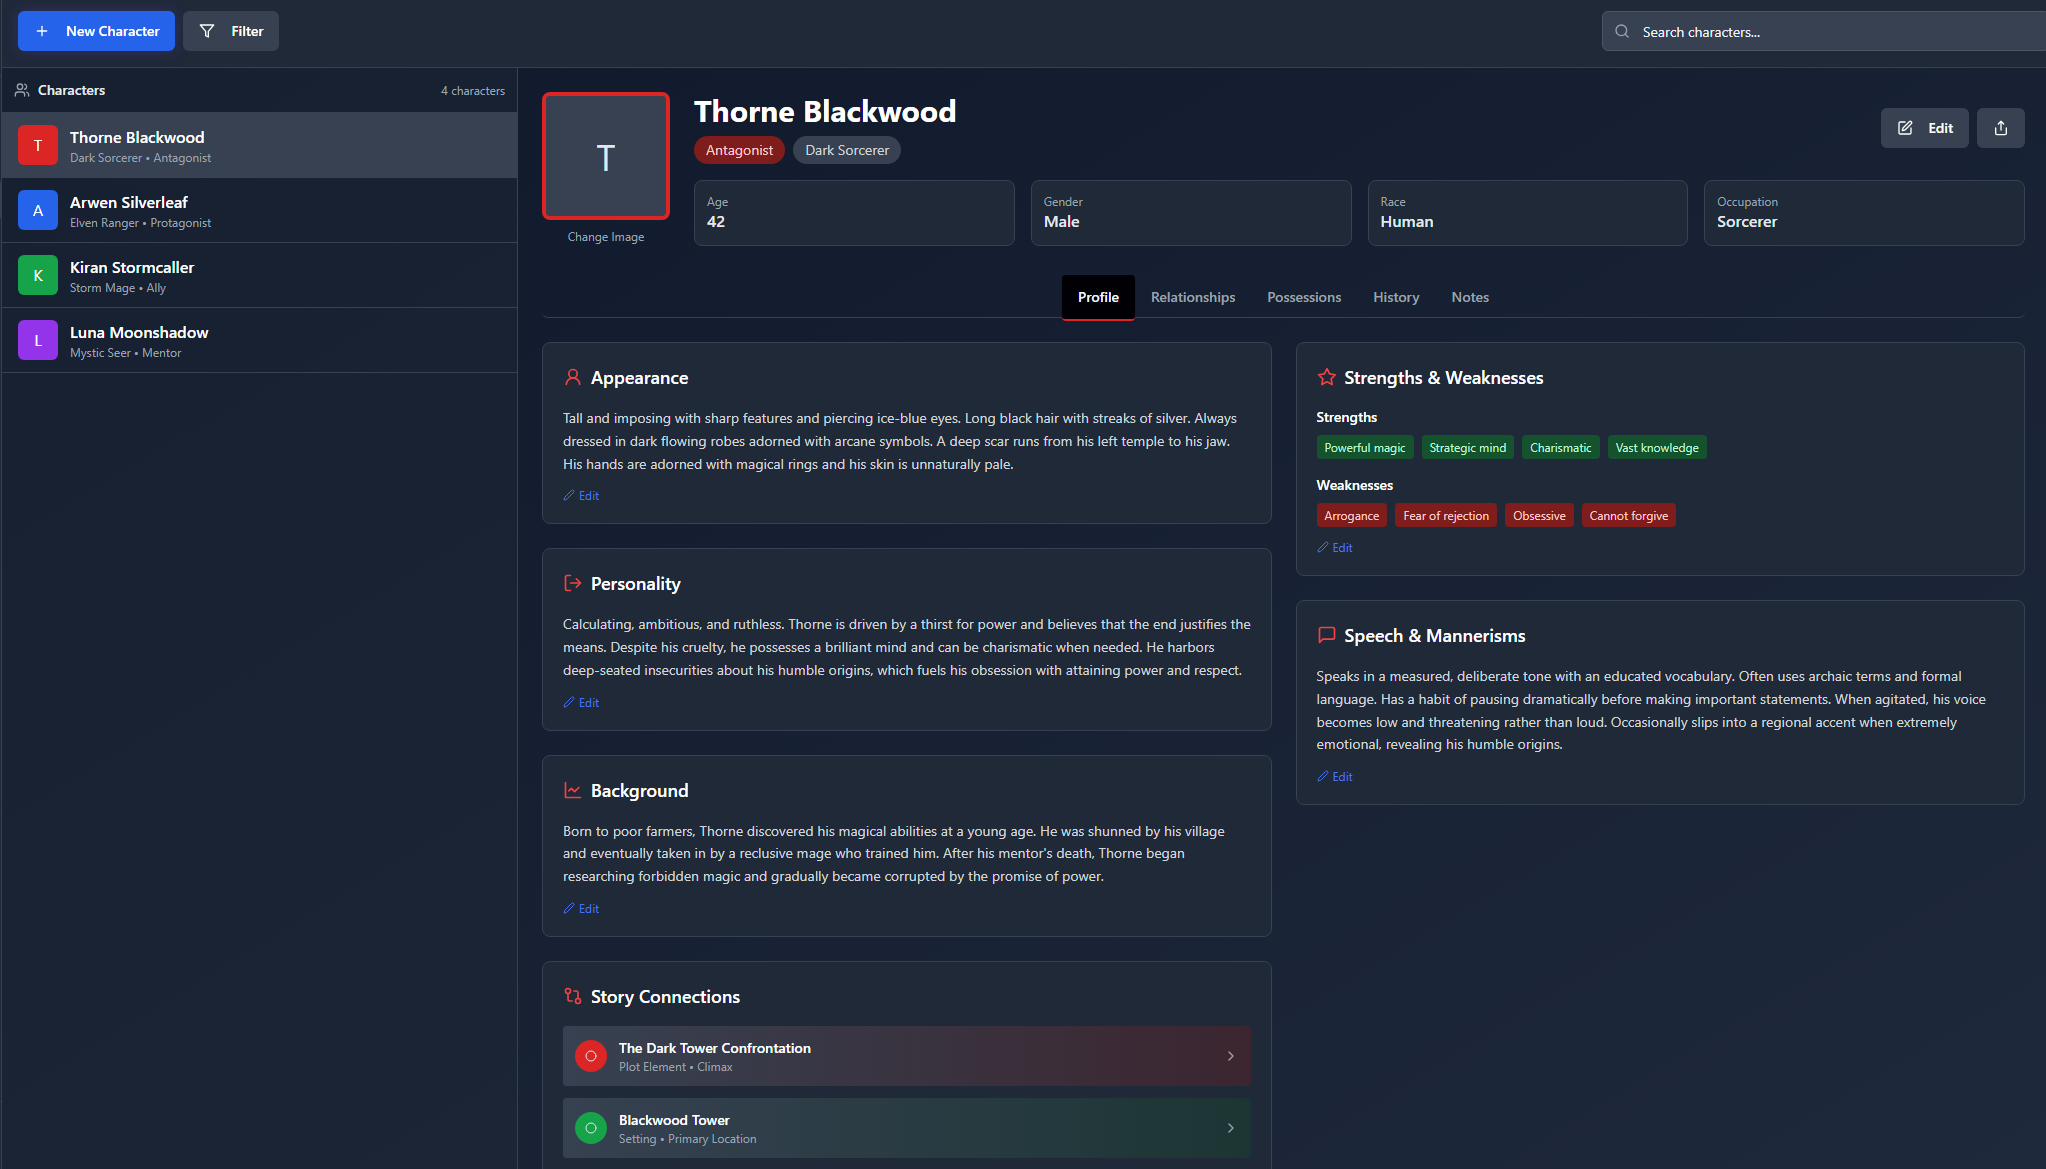 New Character
Filter
Search characters...
Characters
4 characters
T
Thorne Blackwood
Dark Sorcerer • Antagonist
A
Arwen Silverleaf
Elven Ranger • Protagonist
K
Kiran Stormcaller
Storm Mage • Ally
L
Luna Moonshadow
Mystic Seer • Mentor
T
Change Image
Thorne Blackwood
Antagonist
Dark Sorcerer
Edit
Age
42
Gender
Male
Race
Human
Occupation
Sorcerer
Profile
Relationships
Possessions
History
Notes
Appearance
Tall and imposing with sharp features and piercing ice-blue eyes. Long black hair with streaks of silver. Always
dressed in dark flowing robes adorned with arcane symbols. A deep scar runs from his left temple to his jaw.
His hands are adorned with magical rings and his skin is unnaturally pale.
Edit
Personality
Calculating, ambitious, and ruthless. Thorne is driven by a thirst for power and believes that the end justifies the
means. Despite his cruelty, he possesses a brilliant mind and can be charismatic when needed. He harbors
deep-seated insecurities about his humble origins, which fuels his obsession with attaining power and respect.
Edit
Background
Born to poor farmers, Thorne discovered his magical abilities at a young age. He was shunned by his village
and eventually taken in by a reclusive mage who trained him. After his mentor's death, Thorne began
researching forbidden magic and gradually became corrupted by the promise of power.
Edit
Story Connections
The Dark Tower Confrontation
Plot Element • Climax
Blackwood Tower
Setting • Primary Location
Strengths & Weaknesses
Strengths
Powerful magic
Strategic mind
Charismatic
Vast knowledge
Weaknesses
Arrogance
Fear of rejection
Obsessive
Cannot forgive
Edit
Speech & Mannerisms
Speaks in a measured, deliberate tone with an educated vocabulary. Often uses archaic terms and formal
language. Has a habit of pausing dramatically before making important statements. When agitated, his voice
becomes low and threatening rather than loud. Occasionally slips into a regional accent when extremely
emotional, revealing his humble origins.
Edit